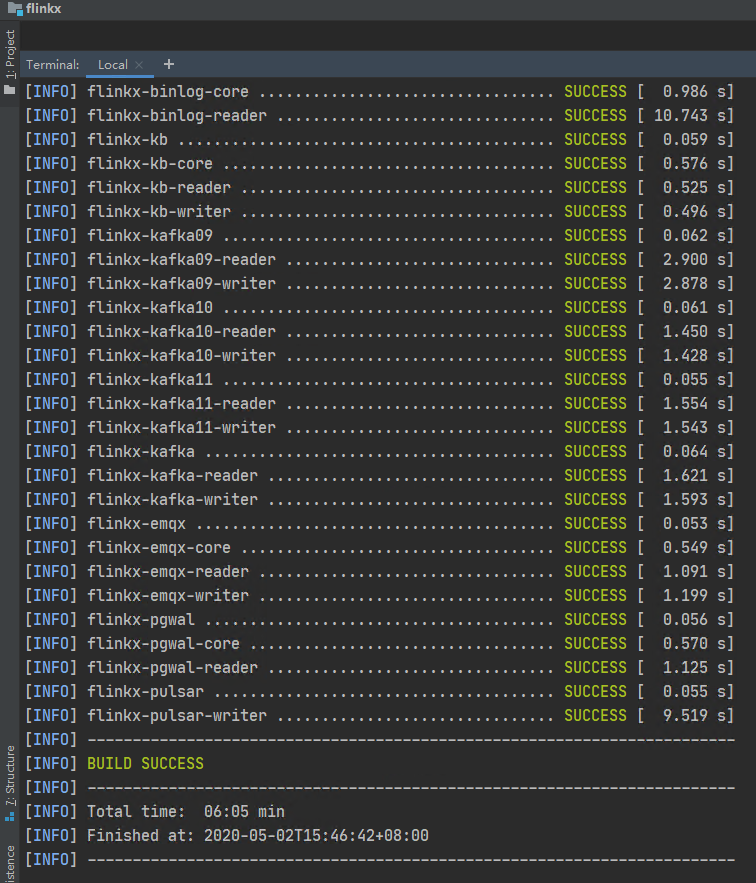 flinkx
1: Project
Terminal: Local × +
[INFO] flinkx-binlog-core ................................. SUCCESS [  0.986 s]
[INFO] flinkx-binlog-reader ............................... SUCCESS [ 10.743 s]
[INFO] flinkx-kb .......................................... SUCCESS [  0.059 s]
[INFO] flinkx-kb-core ..................................... SUCCESS [  0.576 s]
[INFO] flinkx-kb-reader ................................... SUCCESS [  0.525 s]
[INFO] flinkx-kb-writer ................................... SUCCESS [  0.496 s]
[INFO] flinkx-kafka09 ..................................... SUCCESS [  0.062 s]
[INFO] flinkx-kafka09-reader .............................. SUCCESS [  2.900 s]
[INFO] flinkx-kafka09-writer .............................. SUCCESS [  2.878 s]
[INFO] flinkx-kafka10 ..................................... SUCCESS [  0.061 s]
[INFO] flinkx-kafka10-reader .............................. SUCCESS [  1.450 s]
[INFO] flinkx-kafka10-writer .............................. SUCCESS [  1.428 s]
[INFO] flinkx-kafka11 ..................................... SUCCESS [  0.055 s]
[INFO] flinkx-kafka11-reader .............................. SUCCESS [  1.554 s]
[INFO] flinkx-kafka11-writer .............................. SUCCESS [  1.543 s]
[INFO] flinkx-kafka ....................................... SUCCESS [  0.064 s]
[INFO] flinkx-kafka-reader ................................ SUCCESS [  1.621 s]
[INFO] flinkx-kafka-writer ................................ SUCCESS [  1.593 s]
[INFO] flinkx-emqx ........................................ SUCCESS [  0.053 s]
[INFO] flinkx-emqx-core ................................... SUCCESS [  0.549 s]
[INFO] flinkx-emqx-reader ................................. SUCCESS [  1.091 s]
[INFO] flinkx-emqx-writer ................................. SUCCESS [  1.199 s]
[INFO] flinkx-pgwal ....................................... SUCCESS [  0.056 s]
[INFO] flinkx-pgwal-core .................................. SUCCESS [  0.570 s]
[INFO] flinkx-pgwal-reader ................................ SUCCESS [  1.125 s]
[INFO] flinkx-pulsar ...................................... SUCCESS [  0.055 s]
[INFO] flinkx-pulsar-writer ............................... SUCCESS [  9.519 s]
[INFO] ------------------------------------------------------------------------
[INFO] BUILD SUCCESS
[INFO] ------------------------------------------------------------------------
[INFO] Total time:  06:05 min
[INFO] Finished at: 2020-05-02T15:46:42+08:00
[INFO] ------------------------------------------------------------------------
7: Structure
istence